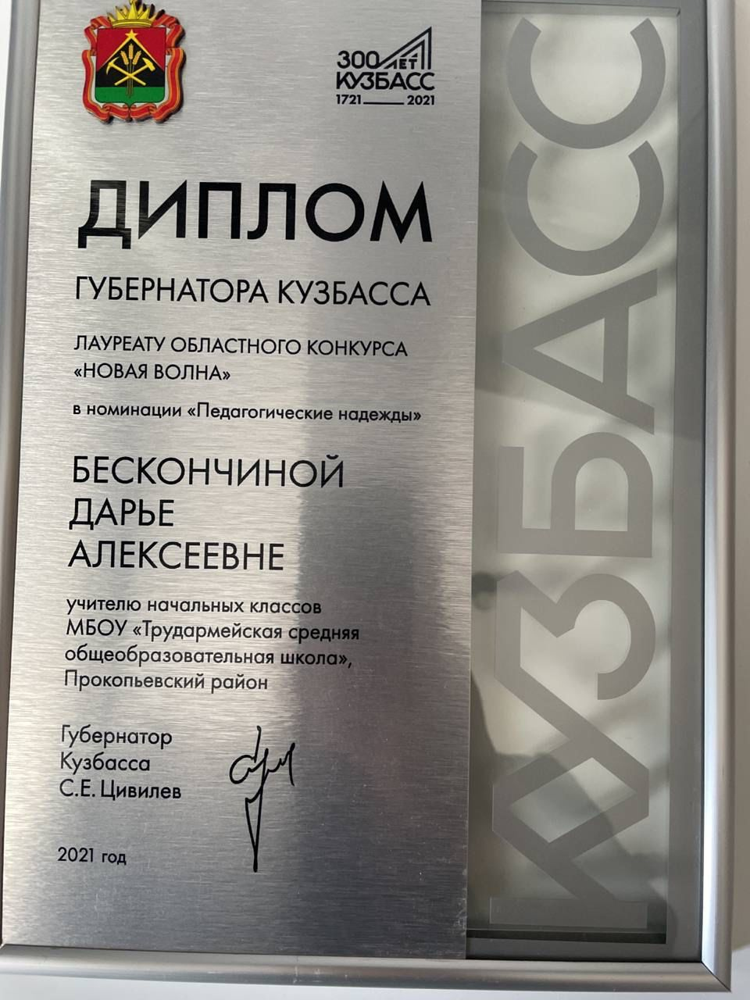 300 ЛЕТ
КУЗБАСС
1721 2021
ДИПЛОМ
ГУБЕРНАТОРА КУЗБАССА
ЛАУРЕАТУ ОБЛАСТНОГО КОНКУРСА
«НОВАЯ ВОЛНА»
в номинации «Педагогические надежды»
БЕСКОНЧИНОЙ
ДАРЬЕ
АЛЕКСЕЕВНЕ
учителю начальных классов
МБОУ «Трудармейская средняя
общеобразовательная школа»,
Прокопьевский район
Губернатор
Кузбасса
С.Е. Цивилев
2021 год
КУЗБАСС